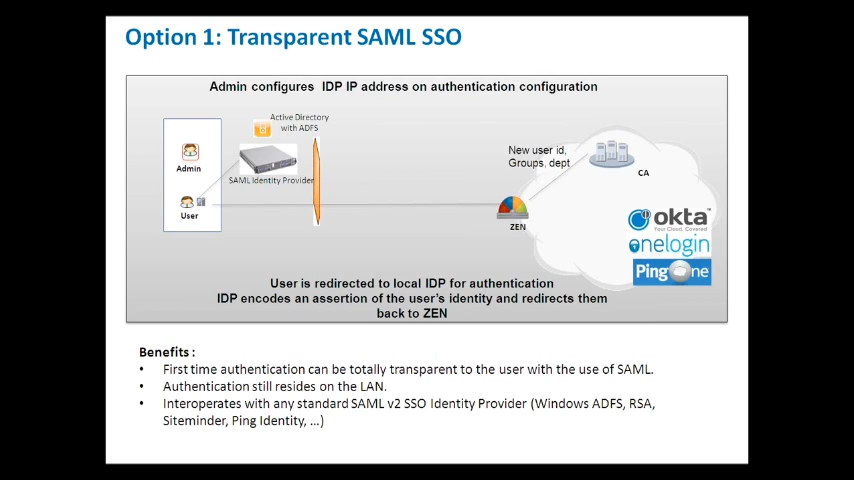 Option 1: Transparent SAML SSO
Admin configures IDP IP address on authentication configuration
Active Directory
with ADFS
Admin
SAML Identity Provider
User
New user id,
Groups, dept
CA
ZEN
okta™
Your Cloud, Covered
onelogin
PingOne
User is redirected to local IDP for authentication
IDP encodes an assertion of the user's identity and redirects them
back to ZEN
Benefits :
• First time authentication can be totally transparent to the user with the use of SAML.
• Authentication still resides on the LAN.
• Interoperates with any standard SAML v2 SSO Identity Provider (Windows ADFS, RSA,
Siteminder, Ping Identity, …)